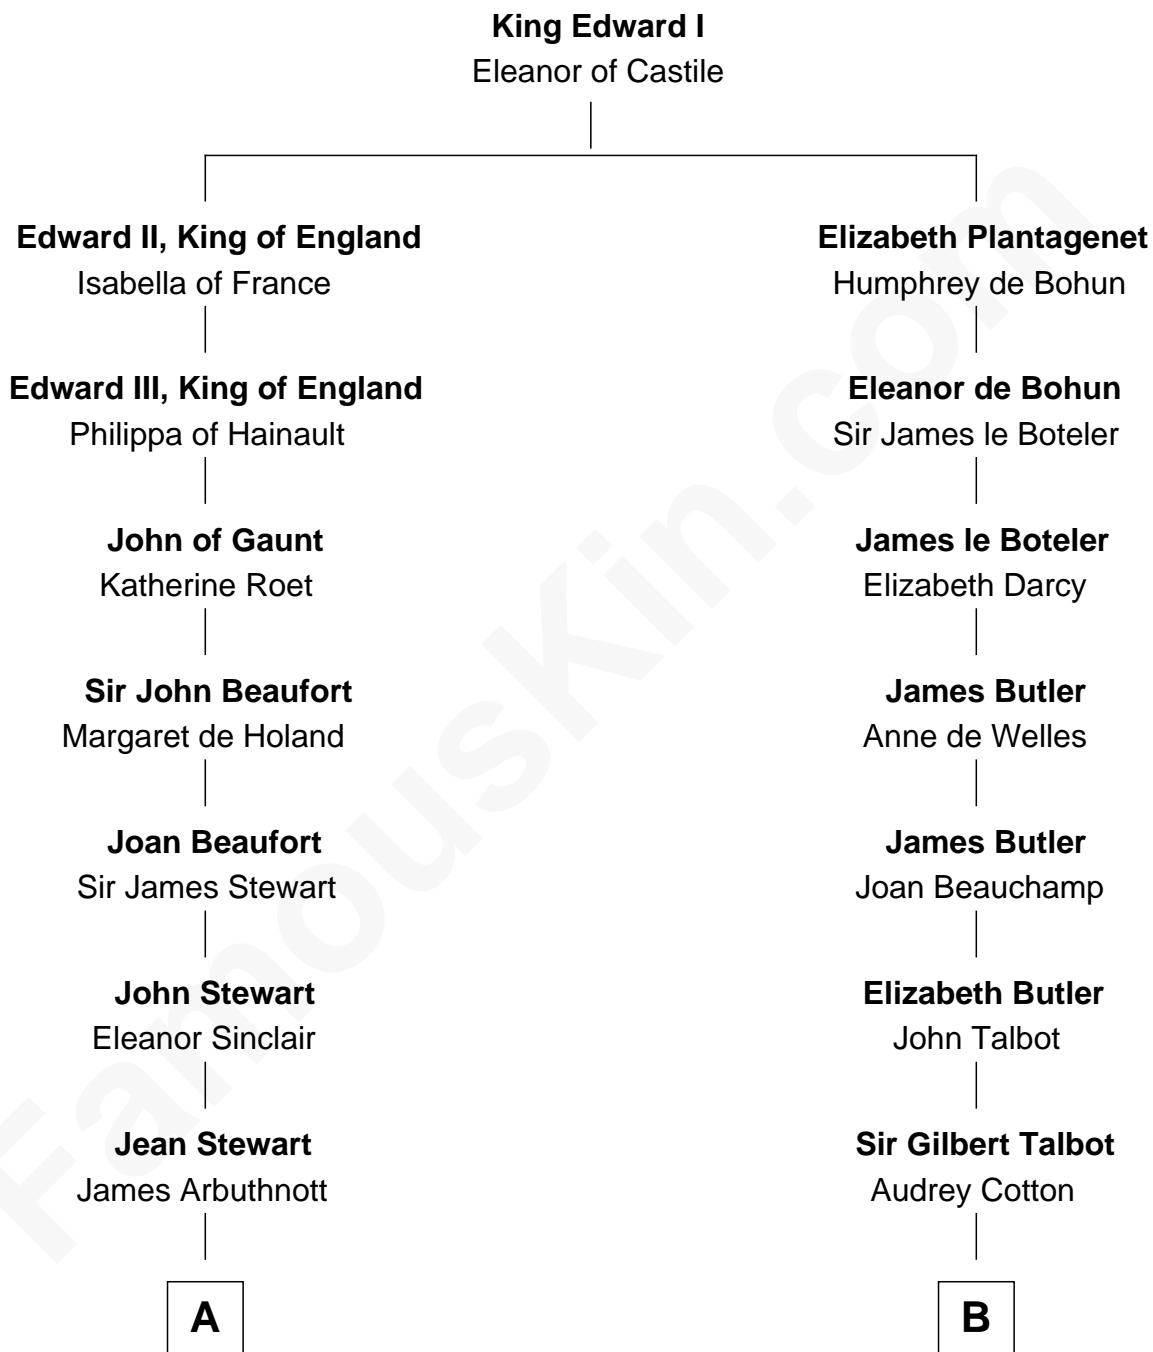 King Edward I
Eleanor of Castile
Edward II, King of England
Isabella of France
Elizabeth Plantagenet
Humphrey de Bohun
Edward III, King of England
Philippa of Hainault
Eleanor de Bohun
Sir James le Boteler
John of Gaunt
Katherine Roet
James le Boteler
Elizabeth Darcy
Sir John Beaufort
Margaret de Holand
James Butler
Anne de Welles
Joan Beaufort
Sir James Stewart
James Butler
Joan Beauchamp
John Stewart
Eleanor Sinclair
Elizabeth Butler
John Talbot
Jean Stewart
James Arbuthnott
Sir Gilbert Talbot
Audrey Cotton
A
B
FamousKin.com